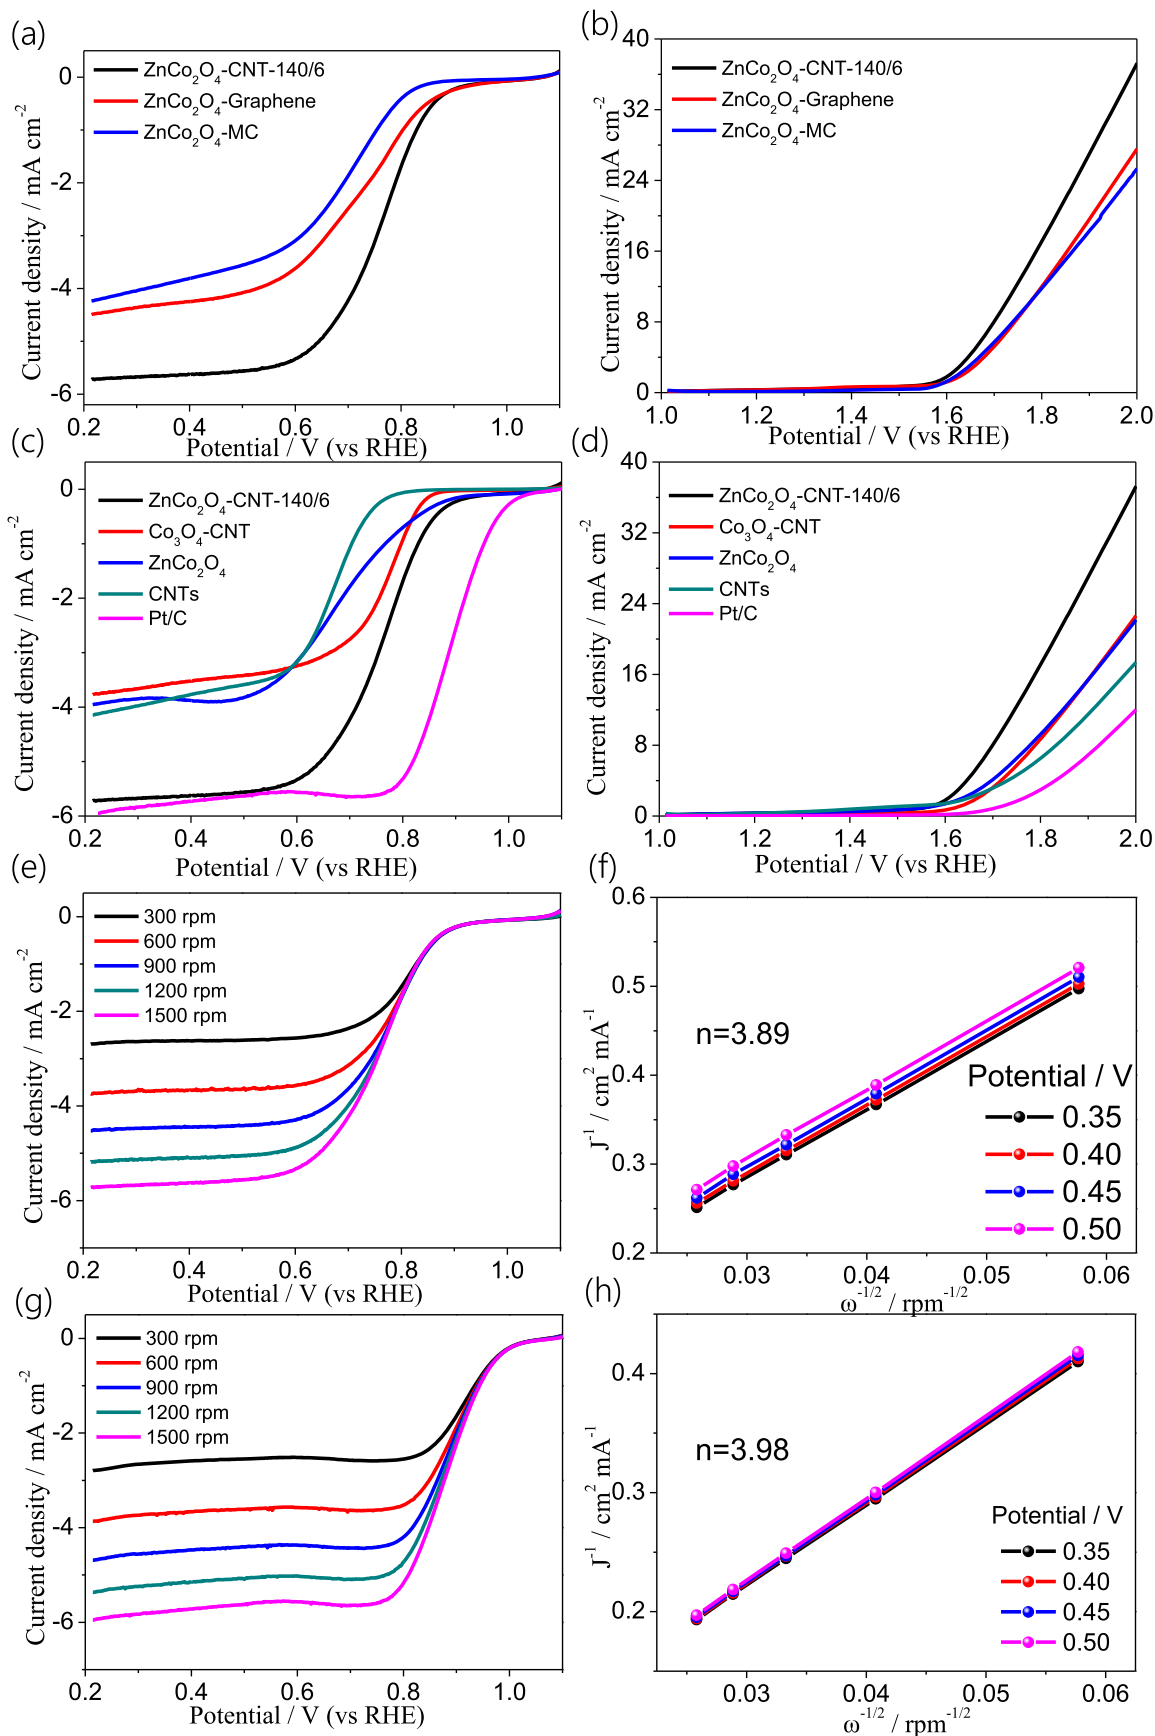 (a)
0
-2
-4
-6
0.2 0.4 0.6 0.8 1.0
ZnCo₂O₄-CNT-140/6
ZnCo₂O₄-Graphene
ZnCo₂O₄-MC
Current density / mA cm⁻²
Potential / V (vs RHE)
(b)
36
24
16
8
0
1.0 1.2 1.4 1.6 1.8 2.0
ZnCo₂O₄-CNT-140/6
ZnCo₂O₄-Graphene
ZnCo₂O₄-MC
Current density / mA cm⁻²
Potential / V (vs RHE)
(c)
0
-2
-4
-6
0.2 0.4 0.6 0.8 1.0
ZnCo₂O₄-CNT-140/6
Co₃O₄-CNT
ZnCo₂O₄
CNTs
Pt/C
Current density / mA cm⁻²
Potential / V (vs RHE)
(d)
40
32
24
16
8
0
1.0 1.2 1.4 1.6 1.8 2.0
ZnCo₂O₄-CNT-140/6
Co₃O₄-CNT
ZnCo₂O₄
CNTs
Pt/C
Current density / mA cm⁻²
Potential / V (vs RHE)
(e)
0
-2
-4
-6
0.2 0.4 0.6 0.8 1.0
300 rpm
600 rpm
900 rpm
1200 rpm
1500 rpm
Current density / mA cm⁻²
Potential / V (vs RHE)
(f)
0.6
0.5
0.4
0.3
0.2
0.03 0.04 0.05 0.06
n=3.89
Potential / V
0.35
0.40
0.45
0.50
J⁻¹ / cm² mA⁻¹
ω⁻¹/² / rpm⁻¹/²
(g)
0
-2
-4
-6
0.2 0.4 0.6 0.8 1.0
300 rpm
600 rpm
900 rpm
1200 rpm
1500 rpm
Current density / mA cm⁻²
Potential / V (vs RHE)
(h)
0.4
0.3
0.2
0.03 0.04 0.05 0.06
n=3.98
Potential / V
0.35
0.40
0.45
0.50
J⁻¹ / cm² mA⁻¹
ω⁻¹/² / rpm⁻¹/²